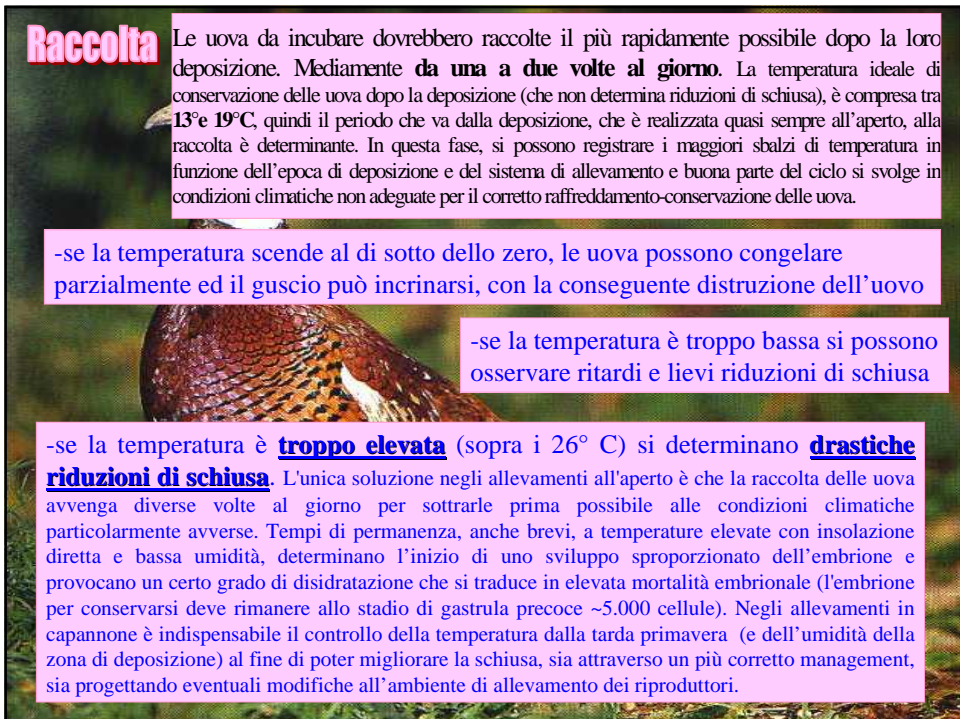 Raccolta
Le uova da incubare dovrebbero raccolte il più rapidamente possibile dopo la loro
deposizione. Mediamente da una a due volte al giorno. La temperatura ideale di
conservazione delle uova dopo la deposizione (che non determina riduzioni di schiusa), è compresa tra
13°e 19°C, quindi il periodo che va dalla deposizione, che è realizzata quasi sempre all'aperto, alla
raccolta è determinante. In questa fase, si possono registrare i maggiori sbalzi di temperatura in
funzione dell'epoca di deposizione e del sistema di allevamento e buona parte del ciclo si svolge in
condizioni climatiche non adeguate per il corretto raffreddamento-conservazione delle uova.
-se la temperatura scende al di sotto dello zero, le uova possono congelare
parzialmente ed il guscio può incrinarsi, con la conseguente distruzione dell'uovo
-se la temperatura è troppo bassa si possono
osservare ritardi e lievi riduzioni di schiusa
-se la temperatura è troppo elevata (sopra i 26° C) si determinano drastiche
riduzioni di schiusa. L'unica soluzione negli allevamenti all'aperto è che la raccolta delle uova
avvenga diverse volte al giorno per sottrarle prima possibile alle condizioni climatiche
particolarmente avverse. Tempi di permanenza, anche brevi, a temperature elevate con insolazione
diretta e bassa umidità, determinano l'inizio di uno sviluppo sproporzionato dell'embrione e
provocano un certo grado di disidratazione che si traduce in elevata mortalità embrionale (l'embrione
per conservarsi deve rimanere allo stadio di gastrula precoce ~5.000 cellule). Negli allevamenti in
capannone è indispensabile il controllo della temperatura dalla tarda primavera (e dell'umidità della
zona di deposizione) al fine di poter migliorare la schiusa, sia attraverso un più corretto management,
sia progettando eventuali modifiche all'ambiente di allevamento dei riproduttori.